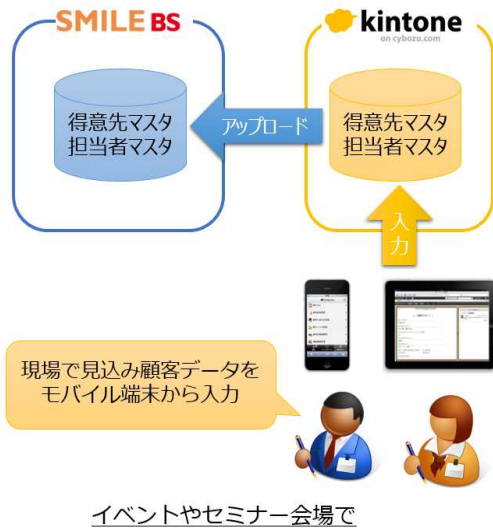 SMILE BS
kintone
on cybozu.com
得意先マスタ
担当者マスタ
アップロード
得意先マスタ
担当者マスタ
入力
現場で見込み顧客データを
モバイル端末から入力
イベントやセミナー会場で